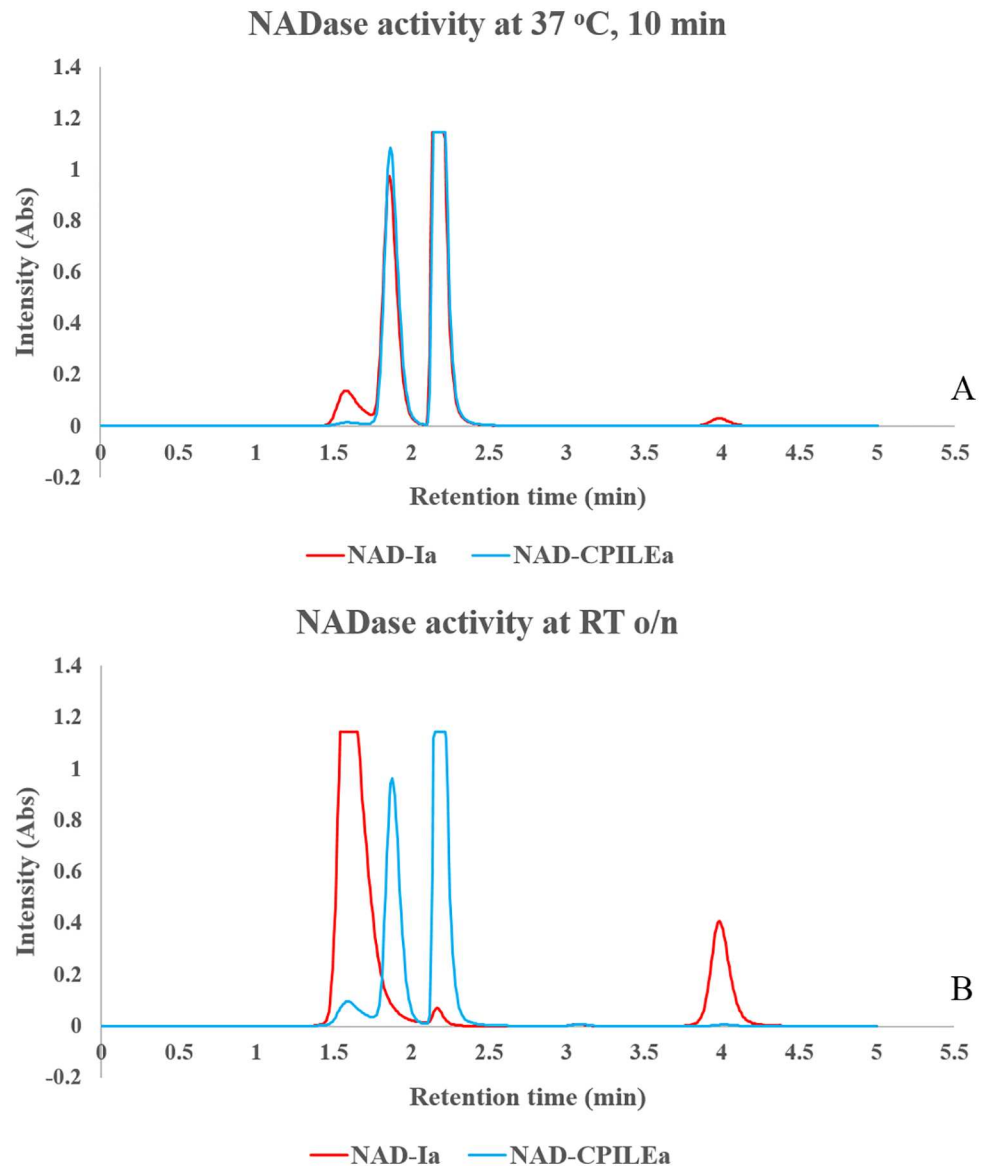 NADase activity at 37 °C, 10 min
1.4
1.2
1
0.8
0.6
0.4
0.2
0
-0.2
Intensity (Abs)
0 0.5 1 1.5 2 2.5 3 3.5 4 4.5 5 5.5
Retention time (min)
A
NAD-Ia NAD-CPILEa
NADase activity at RT o/n
1.4
1.2
1
0.8
0.6
0.4
0.2
0
-0.2
Intensity (Abs)
0 0.5 1 1.5 2 2.5 3 3.5 4 4.5 5 5.5
Retention time (min)
B
NAD-Ia NAD-CPILEa